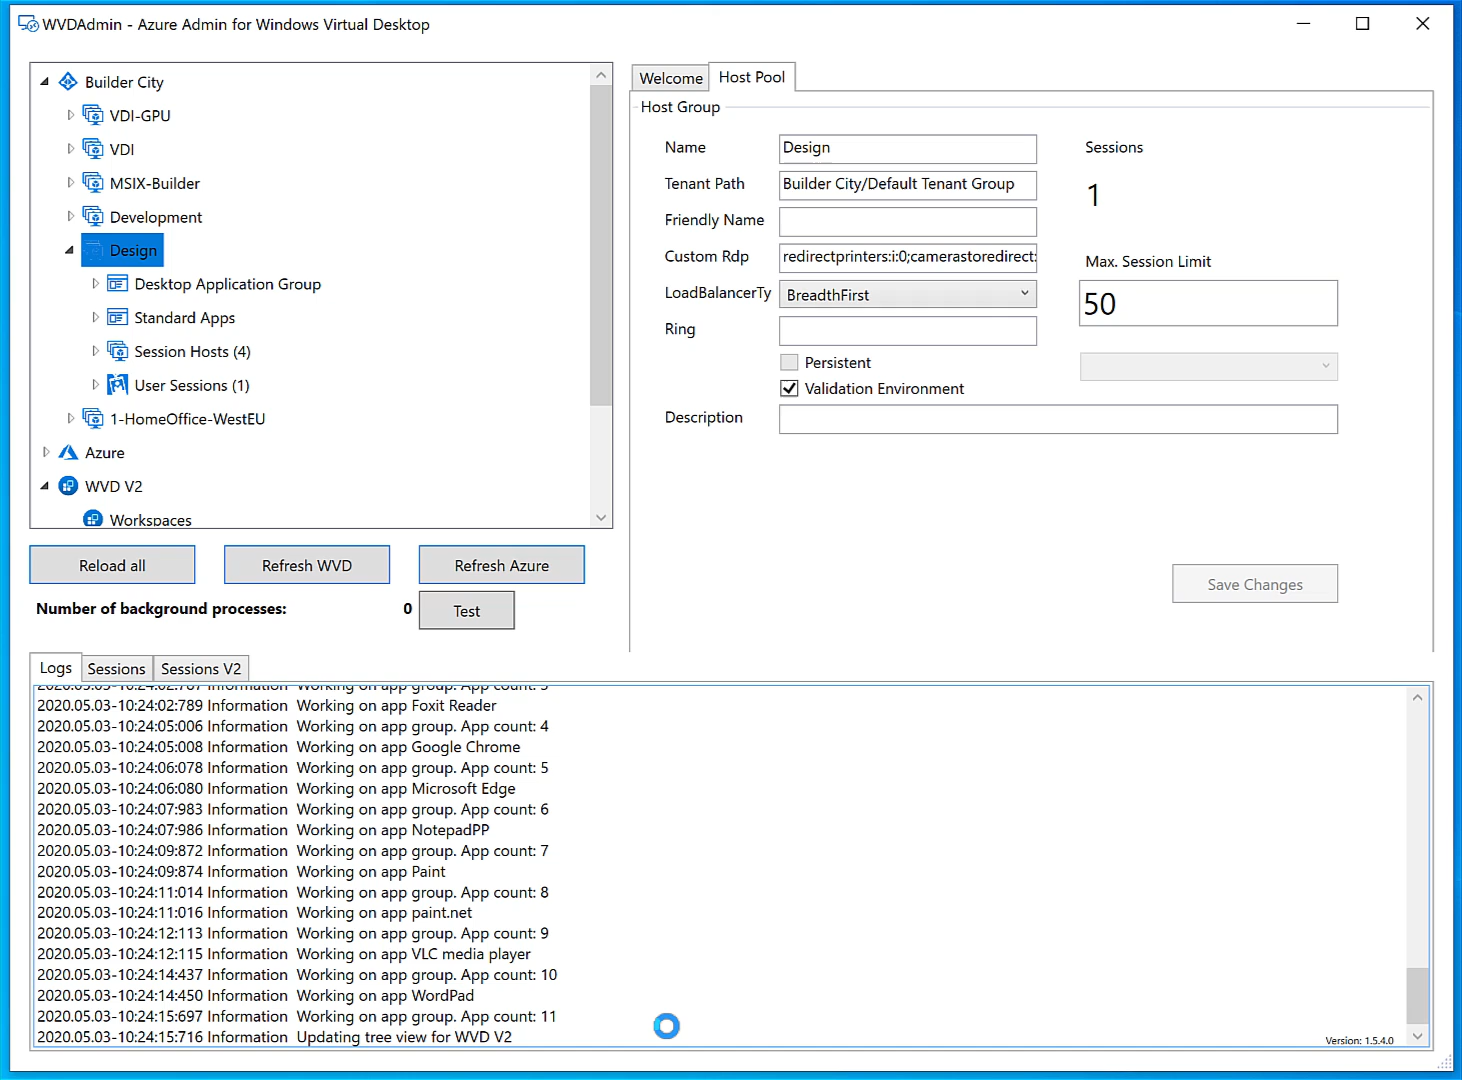 WVDAdmin - Azure Admin for Windows Virtual Desktop
Builder City
VDI-GPU
VDI
MSIX-Builder
Development
Design
Desktop Application Group
Standard Apps
Session Hosts (4)
User Sessions (1)
1-HomeOffice-WestEU
Azure
WVD V2
Workspaces
Reload all
Refresh WVD
Refresh Azure
Number of background processes: 0
Test
Welcome
Host Pool
Host Group
Name
Design
Tenant Path
Builder City/Default Tenant Group
Friendly Name
Custom Rdp
redirectprinters:i:0;camerastoredirect:
LoadBalancerTy
BreadthFirst
Ring
Persistent
Validation Environment
Description
Sessions
1
Max. Session Limit
50
Save Changes
Logs
Sessions
Sessions V2
2020.05.03-10:24:02:787 Information Working on app group. App count: 3
2020.05.03-10:24:02:789 Information Working on app Foxit Reader
2020.05.03-10:24:05:006 Information Working on app group. App count: 4
2020.05.03-10:24:05:008 Information Working on app Google Chrome
2020.05.03-10:24:06:078 Information Working on app group. App count: 5
2020.05.03-10:24:06:080 Information Working on app Microsoft Edge
2020.05.03-10:24:07:983 Information Working on app group. App count: 6
2020.05.03-10:24:07:986 Information Working on app NotepadPP
2020.05.03-10:24:09:872 Information Working on app group. App count: 7
2020.05.03-10:24:09:874 Information Working on app Paint
2020.05.03-10:24:11:014 Information Working on app group. App count: 8
2020.05.03-10:24:11:016 Information Working on app paint.net
2020.05.03-10:24:12:113 Information Working on app group. App count: 9
2020.05.03-10:24:12:115 Information Working on app VLC media player
2020.05.03-10:24:14:437 Information Working on app group. App count: 10
2020.05.03-10:24:14:450 Information Working on app WordPad
2020.05.03-10:24:15:697 Information Working on app group. App count: 11
2020.05.03-10:24:15:716 Information Updating tree view for WVD V2
Version: 1.5.4.0